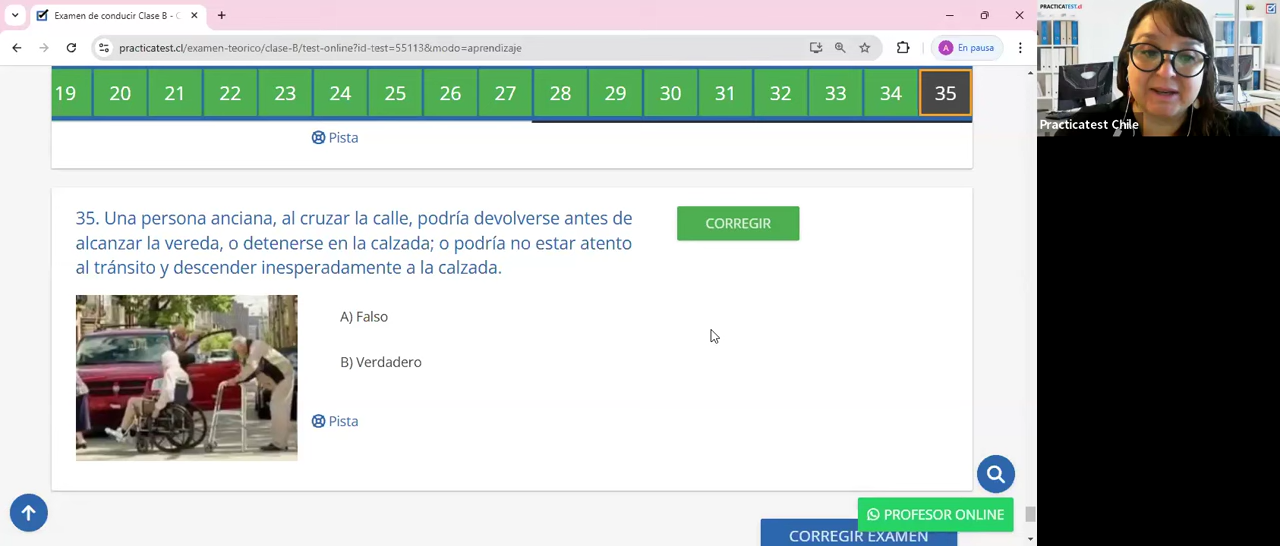 Examen de conducir Clase B - C
PRACTICATEST.cl
practicatest.cl/examen-teorico/clase-B/test-online?id-test=55113&modo=aprendizaje
A En pausa
19 20 21 22 23 24 25 26 27 28 29 30 31 32 33 34 35
Practicatest Chile
Pista
35. Una persona anciana, al cruzar la calle, podría devolverse antes de
alcanzar la vereda, o detenerse en la calzada; o podría no estar atento
al tránsito y descender inesperadamente a la calzada.
CORREGIR
A) Falso
B) Verdadero
Pista
PROFESOR ONLINE
CORREGIR EXAMEN